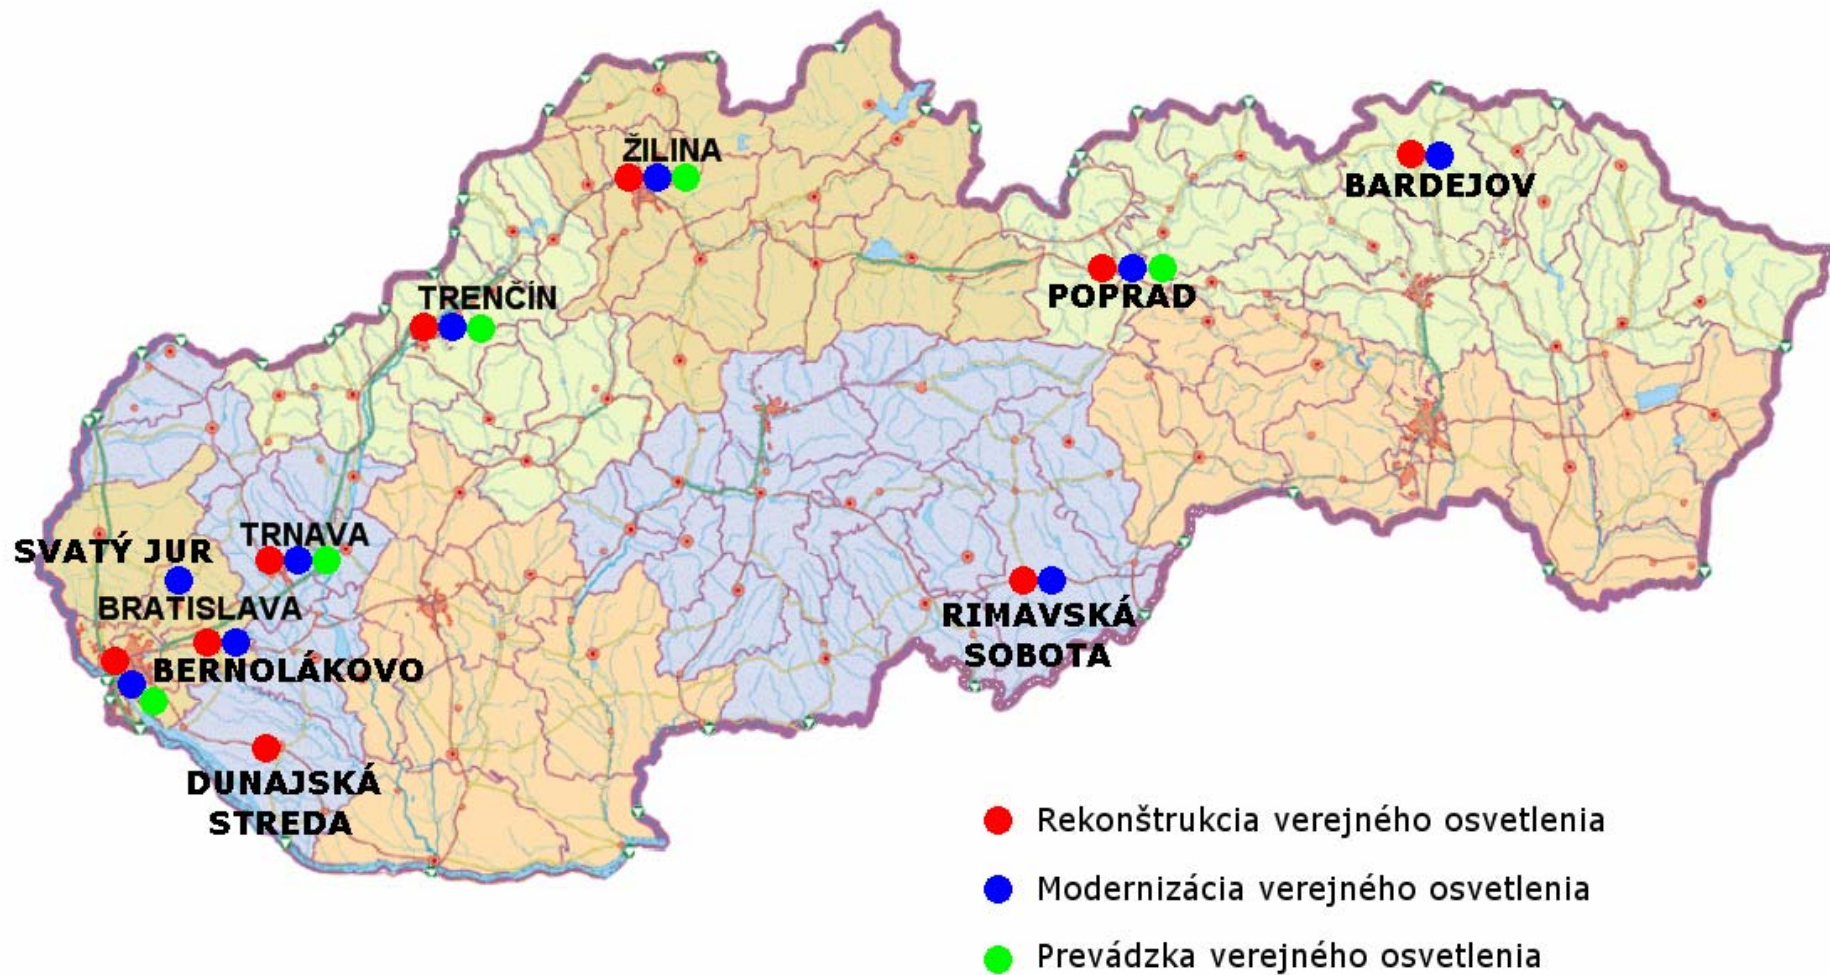 ŽILINA
BARDEJOV
TRENČÍN
POPRAD
TRNAVA
SVATÝ JUR
BRATISLAVA
BERNOLÁKOVO
RIMAVSKÁ
SOBOTA
DUNAJSKÁ
STREDA
Rekonštrukcia verejného osvetlenia
Modernizácia verejného osvetlenia
Prevádzka verejného osvetlenia